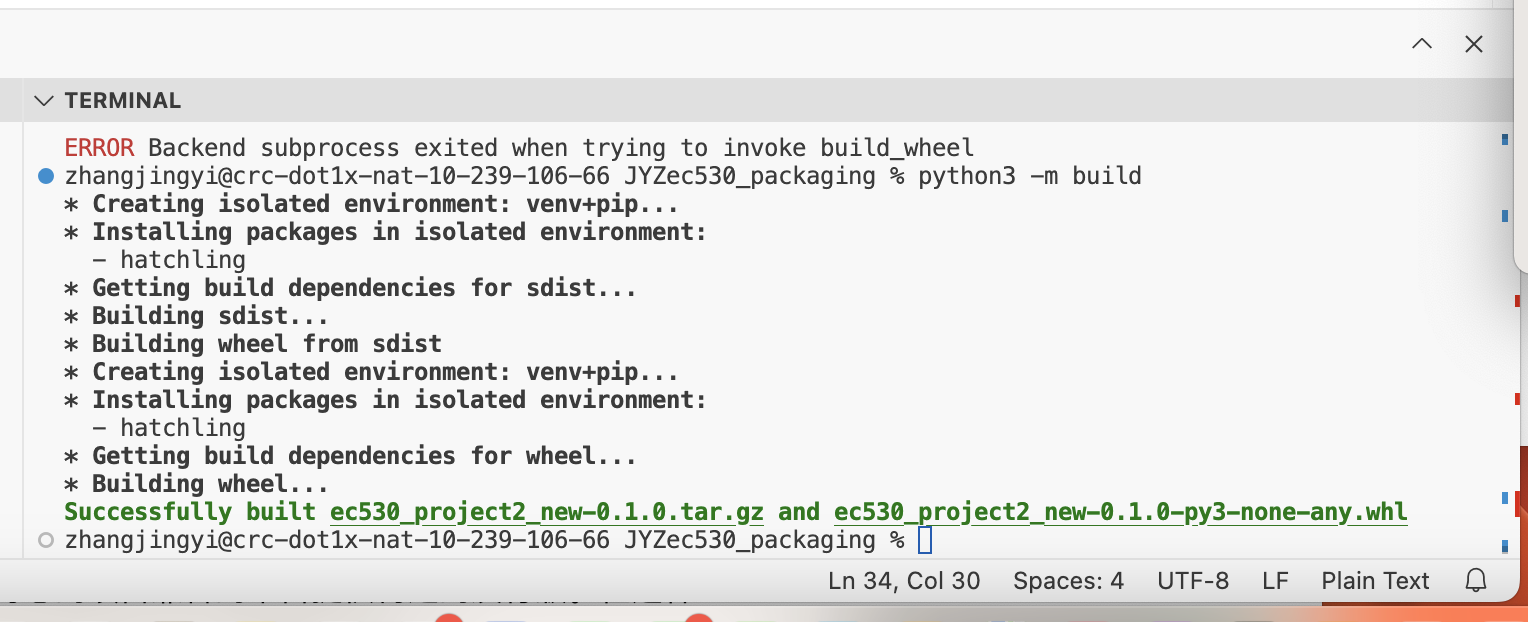 TERMINAL
ERROR Backend subprocess exited when trying to invoke build_wheel
zhangjingyi@crc-dot1x-nat-10-239-106-66 JYZec530_packaging % python3 -m build
* Creating isolated environment: venv+pip...
* Installing packages in isolated environment:
  - hatchling
* Getting build dependencies for sdist...
* Building sdist...
* Building wheel from sdist
* Creating isolated environment: venv+pip...
* Installing packages in isolated environment:
  - hatchling
* Getting build dependencies for wheel...
* Building wheel...
Successfully built ec530_project2_new-0.1.0.tar.gz and ec530_project2_new-0.1.0-py3-none-any.whl
zhangjingyi@crc-dot1x-nat-10-239-106-66 JYZec530_packaging %
Ln 34, Col 30 Spaces: 4 UTF-8 LF Plain Text